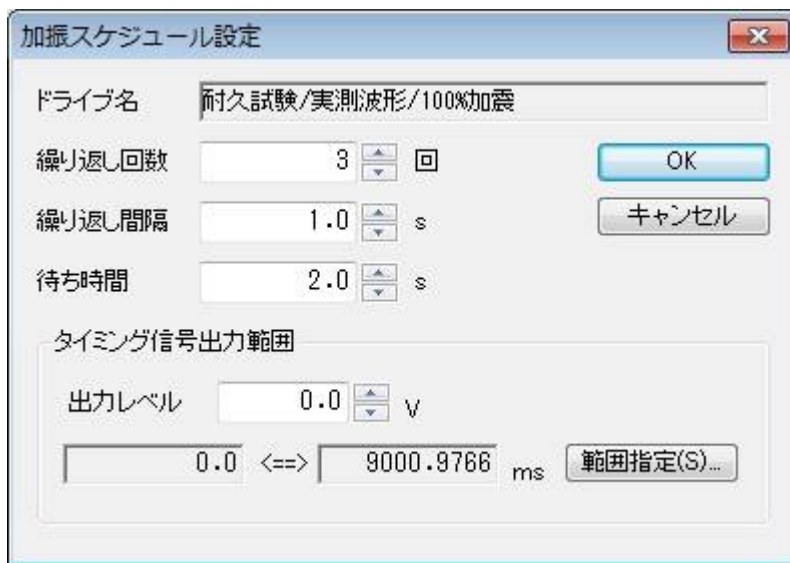 加振スケジュール設定
ドライブ名 耐久試験/実測波形/100%加震
繰り返し回数 3 回 OK
繰り返し間隔 1.0 s キャンセル
待ち時間 2.0 s
タイミング信号出力範囲
出力レベル 0.0 V
0.0 <==> 9000.9766 ms 範囲指定(S)...